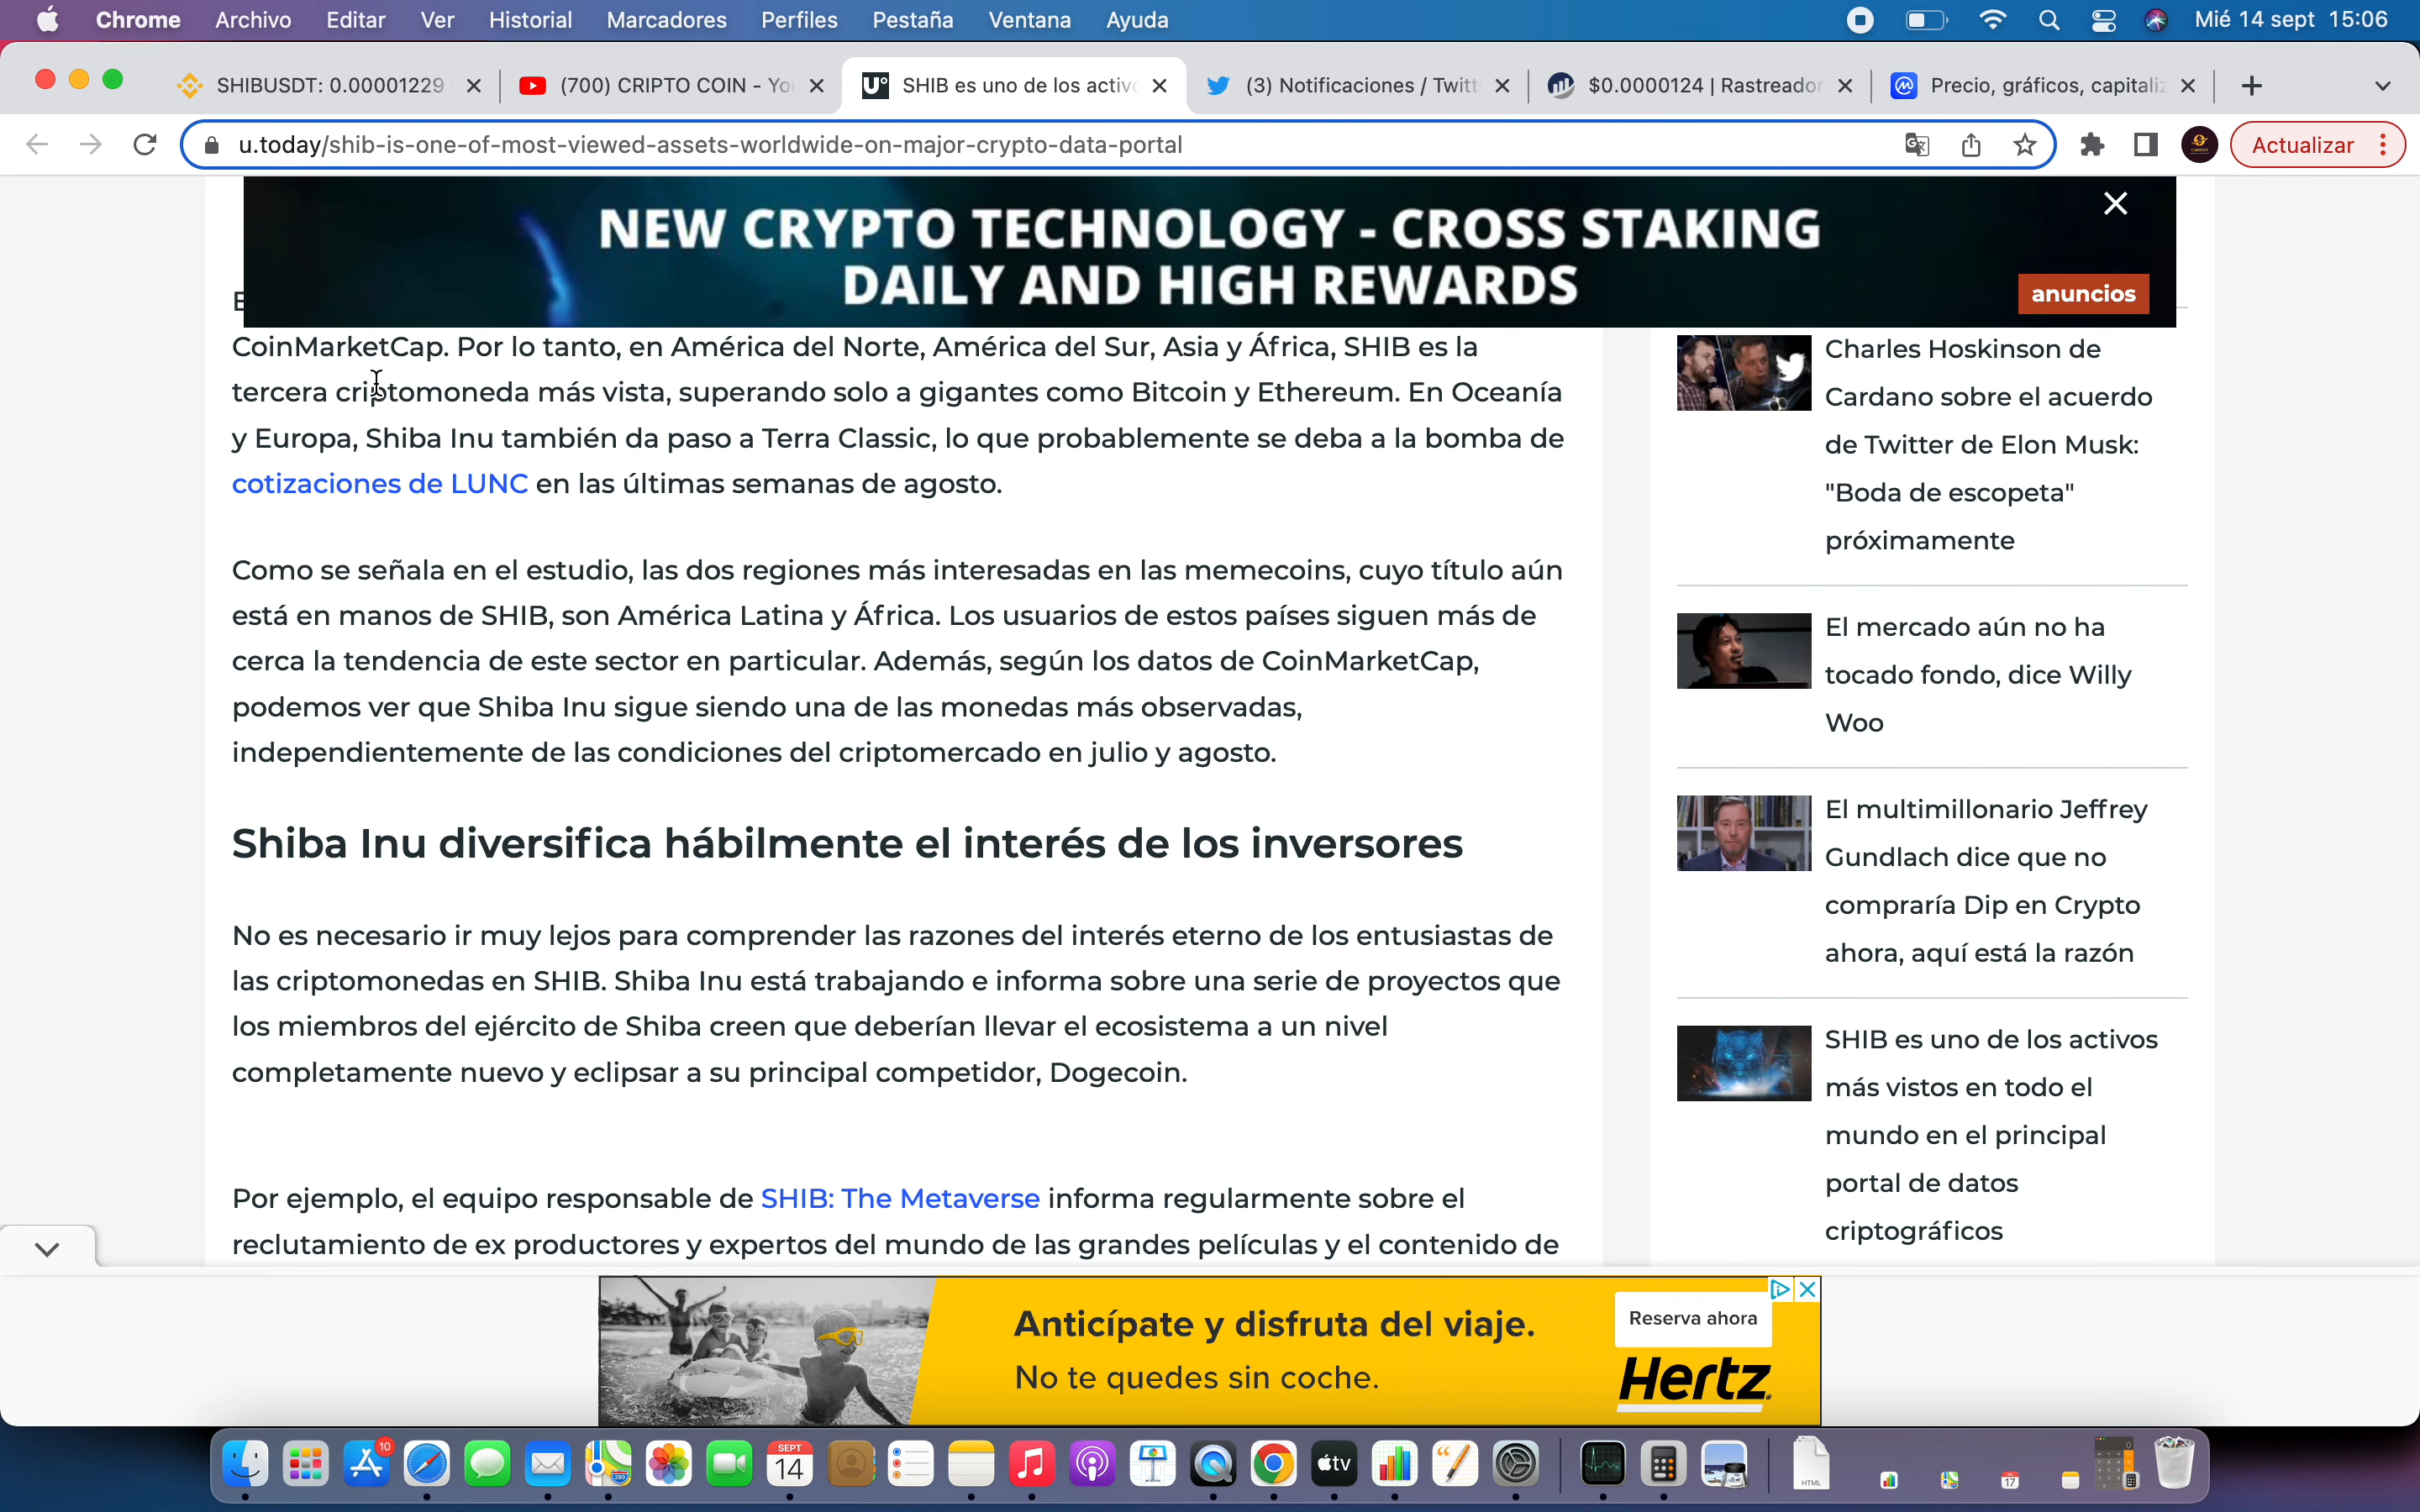 Chrome Archivo Editar Ver Historial Marcadores Perfiles Pestaña Ventana Ayuda Mié 14 sept 15:06
SHIBUSDT: 0.00001229 (700) CRIPTO COIN - You SHIB es uno de los activo (3) Notificaciones / Twitt $0.0000124 | Rastreador Precio, gráficos, capitaliz
u.today/shib-is-one-of-most-viewed-assets-worldwide-on-major-crypto-data-portal Actualizar
NEW CRYPTO TECHNOLOGY - CROSS STAKING
DAILY AND HIGH REWARDS
anuncios
CoinMarketCap. Por lo tanto, en América del Norte, América del Sur, Asia y África, SHIB es la
tercera criptomoneda más vista, superando solo a gigantes como Bitcoin y Ethereum. En Oceanía
y Europa, Shiba Inu también da paso a Terra Classic, lo que probablemente se deba a la bomba de
cotizaciones de LUNC en las últimas semanas de agosto.
Como se señala en el estudio, las dos regiones más interesadas en las memecoins, cuyo título aún
está en manos de SHIB, son América Latina y África. Los usuarios de estos países siguen más de
cerca la tendencia de este sector en particular. Además, según los datos de CoinMarketCap,
podemos ver que Shiba Inu sigue siendo una de las monedas más observadas,
independientemente de las condiciones del criptomercado en julio y agosto.
Shiba Inu diversifica hábilmente el interés de los inversores
No es necesario ir muy lejos para comprender las razones del interés eterno de los entusiastas de
las criptomonedas en SHIB. Shiba Inu está trabajando e informa sobre una serie de proyectos que
los miembros del ejército de Shiba creen que deberían llevar el ecosistema a un nivel
completamente nuevo y eclipsar a su principal competidor, Dogecoin.
Por ejemplo, el equipo responsable de SHIB: The Metaverse informa regularmente sobre el
reclutamiento de ex productores y expertos del mundo de las grandes películas y el contenido de
Charles Hoskinson de
Cardano sobre el acuerdo
de Twitter de Elon Musk:
"Boda de escopeta"
próximamente
El mercado aún no ha
tocado fondo, dice Willy
Woo
El multimillonario Jeffrey
Gundlach dice que no
compraría Dip en Crypto
ahora, aquí está la razón
SHIB es uno de los activos
más vistos en todo el
mundo en el principal
portal de datos
criptográficos
Anticípate y disfruta del viaje.
No te quedes sin coche.
Reserva ahora
Hertz
10
SEPT
14
tv
HTML
17